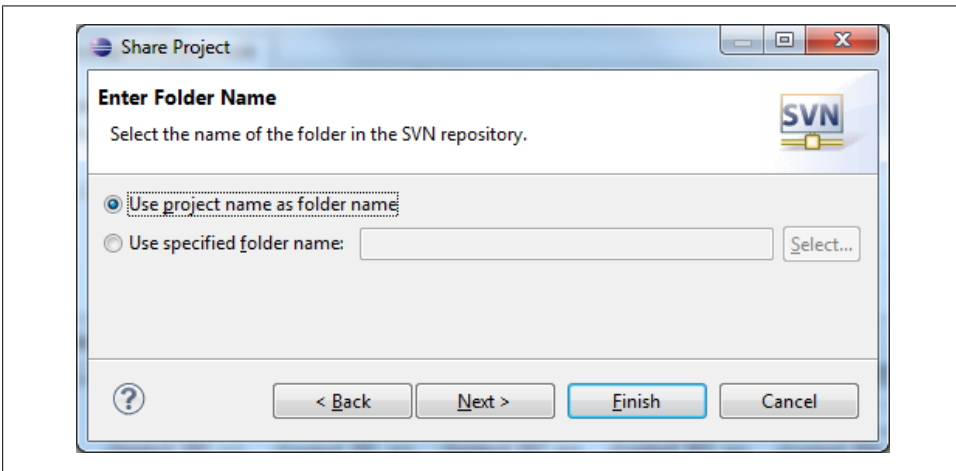 Share Project
Enter Folder Name
Select the name of the folder in the SVN repository.
SVN
Use project name as folder name
Use specified folder name: Select...
< Back Next > Finish Cancel